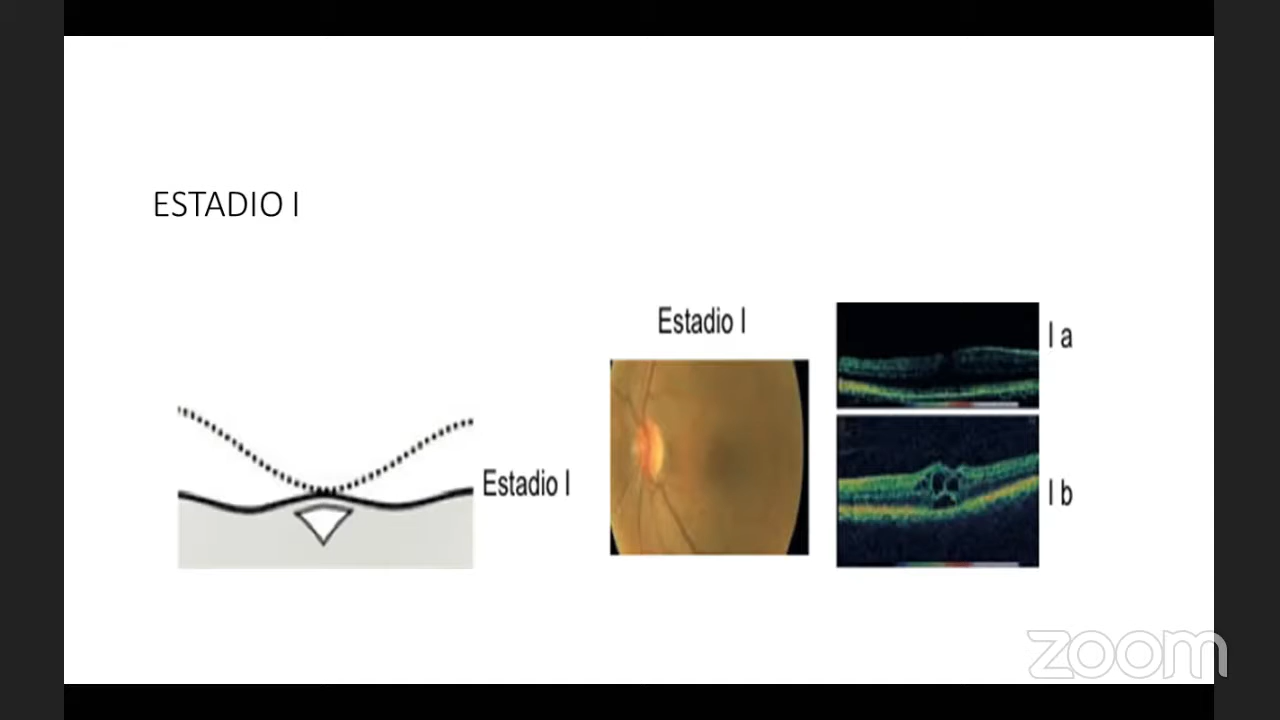 ESTADIO I
Estadio I
Estadio I
I a
I b
zoom